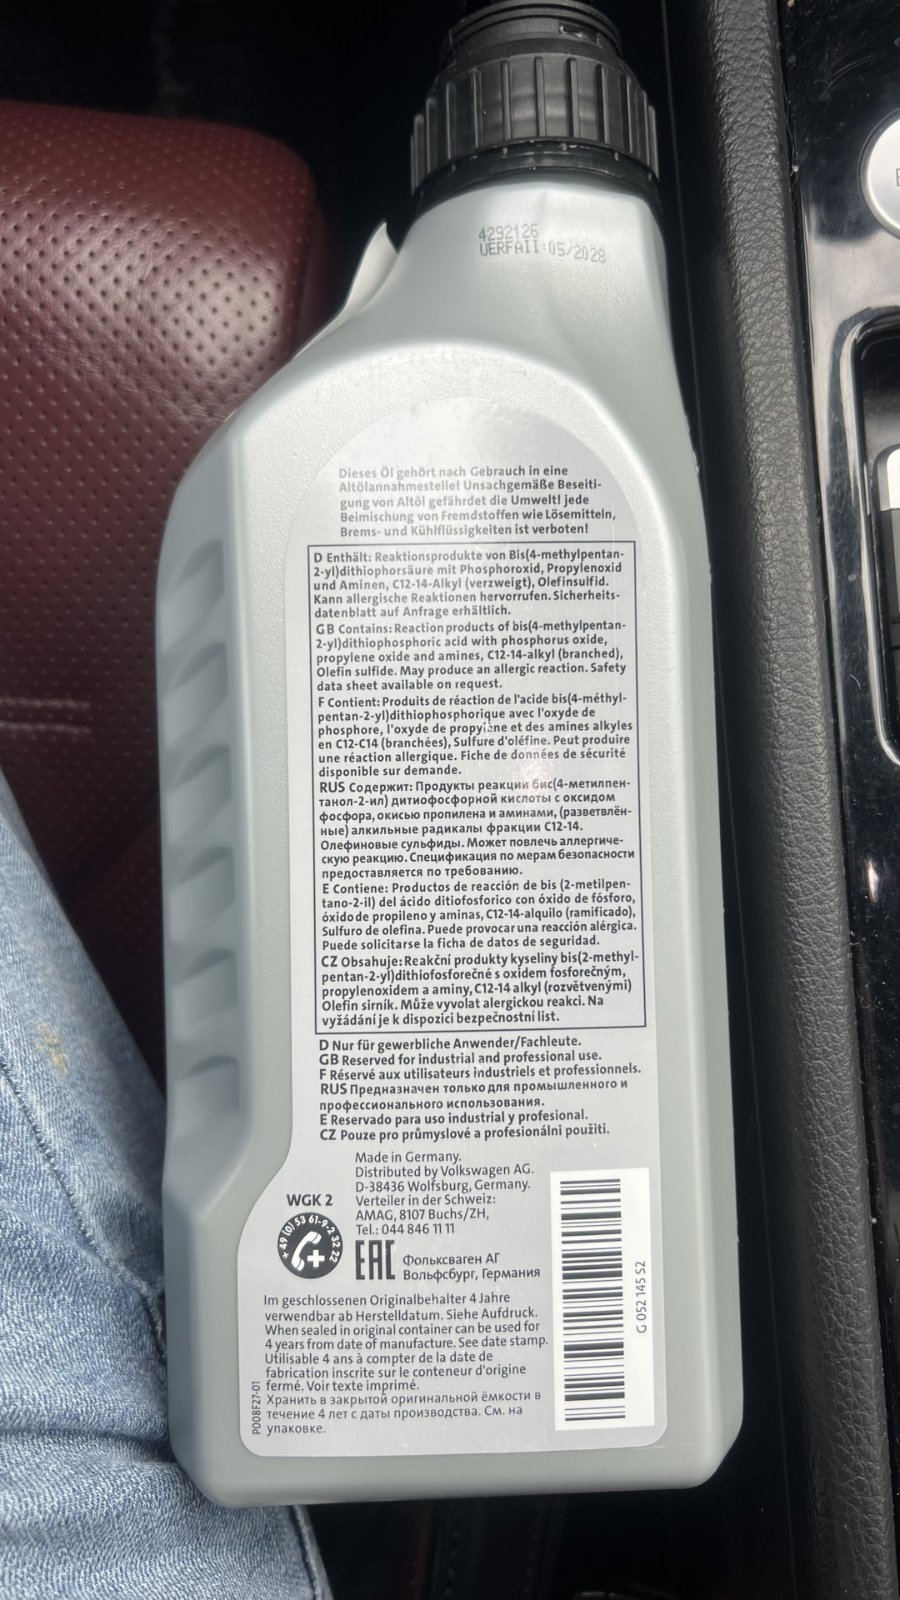 4292126
VERFAII:05/2028
Dieses Öl gehört nach Gebrauch in eine
Altölannahmestelle! Unsachgemäße Beseiti-
gung von Altöl gefährdet die Umwelt! jede
Beimischung von Fremdstoffen wie Lösemitteln,
Brems- und Kühlflüssigkeiten ist verboten!
D Enthält: Reaktionsprodukte von Bis(4-methylpentan-
2-yl)dithiophorsäure mit Phosphoroxid, Propylenoxid
und Aminen, C12-14-Alkyl (verzweigt), Olefinsulfid.
Kann allergische Reaktionen hervorrufen. Sicherheits-
datenblatt auf Anfrage erhältlich.
GB Contains: Reaction products of bis(4-methylpentan-
2-yl)dithiophosphoric acid with phosphorus oxide,
propylene oxide and amines, C12-14-alkyl (branched),
Olefin sulfide. May produce an allergic reaction. Safety
data sheet available on request.
F Contient: Produits de réaction de l'acide bis(4-méthyl-
pentan-2-yl)dithiophosphorique avec l'oxyde de
phosphore, l'oxyde de propylène et des amines alkyles
en C12-C14 (branchées), Sulfure d'oléfine. Peut produire
une réaction allergique. Fiche de données de sécurité
disponible sur demande.
RUS Содержит: Продукты реакции бис(4-метилпен-
танол-2-ил) дитиофосфорной кислоты с оксидом
фосфора, окисью пропилена и аминами, (разветвлён-
ные) алкильные радикалы фракции С12-14.
Олефиновые сульфиды. Может повлечь аллергиче-
скую реакцию. Спецификация по мерам безопасности
предоставляется по требованию.
E Contiene: Productos de reacción de bis (2-metilpen-
tano-2-il) del ácido ditiofosforico con óxido de fósforo,
óxido de propileno y aminas, C12-14-alquilo (ramificado),
Sulfuro de olefina. Puede provocar una reacción alérgica.
Puede solicitarse la ficha de datos de seguridad.
CZ Obsahuje: Reakční produkty kyseliny bis(2-methyl-
pentan-2-yl)dithiofosforečné s oxidem fosforečným,
propylenoxidem a aminy, C12-14 alkyl (rozvětvenými)
Olefin sirník. Může vyvolat alergickou reakci. Na
vyžádání je k dispozici bezpečnostní list.
D Nur für gewerbliche Anwender/Fachleute.
GB Reserved for industrial and professional use.
F Réservé aux utilisateurs industriels et professionnels.
RUS Предназначен только для промышленного и
профессионального использования.
E Reservado para uso industrial y profesional.
CZ Pouze pro průmyslové a profesionálni použiti.
Made in Germany.
Distributed by Volkswagen AG.
D-38436 Wolfsburg, Germany.
Verteiler in der Schweiz:
AMAG, 8107 Buchs/ZH,
Tel.: 044 846 11 11
WGK 2
+49 (0) 53 61-9-2 32 22
EAC
Фольксваген АГ
Вольфсбург, Германия
G 052 145 S2
Im geschlossenen Originalbehalter 4 Jahre
verwendbar ab Herstelldatum. Siehe Aufdruck.
When sealed in original container can be used for
4 years from date of manufacture. See date stamp.
Utilisable 4 ans à compter de la date de
fabrication inscrite sur le conteneur d'origine
fermé. Voir texte imprimé.
Хранить в закрытой оригинальной ёмкости в
течение 4 лет с даты производства. См. на
упаковке.
P008F27-01